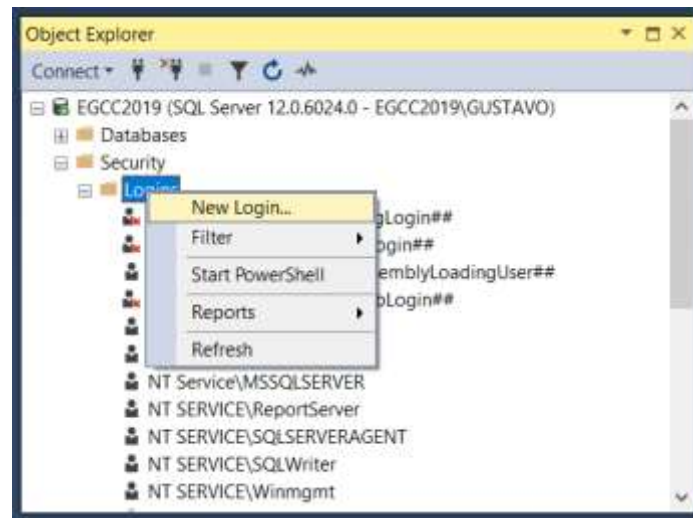 Object Explorer
Connect
EGCC2019 (SQL Server 12.0.6024.0 - EGCC2019\GUSTAVO)
Databases
Security
Logins
New Login...
gLogin##
Filter
ogin##
Start PowerShell
emblyLoadingUser##
Reports
bLogin##
Refresh
NT Service\MSSQLSERVER
NT SERVICE\ReportServer
NT SERVICE\SQLSERVERAGENT
NT SERVICE\SQLWriter
NT SERVICE\Winmgmt